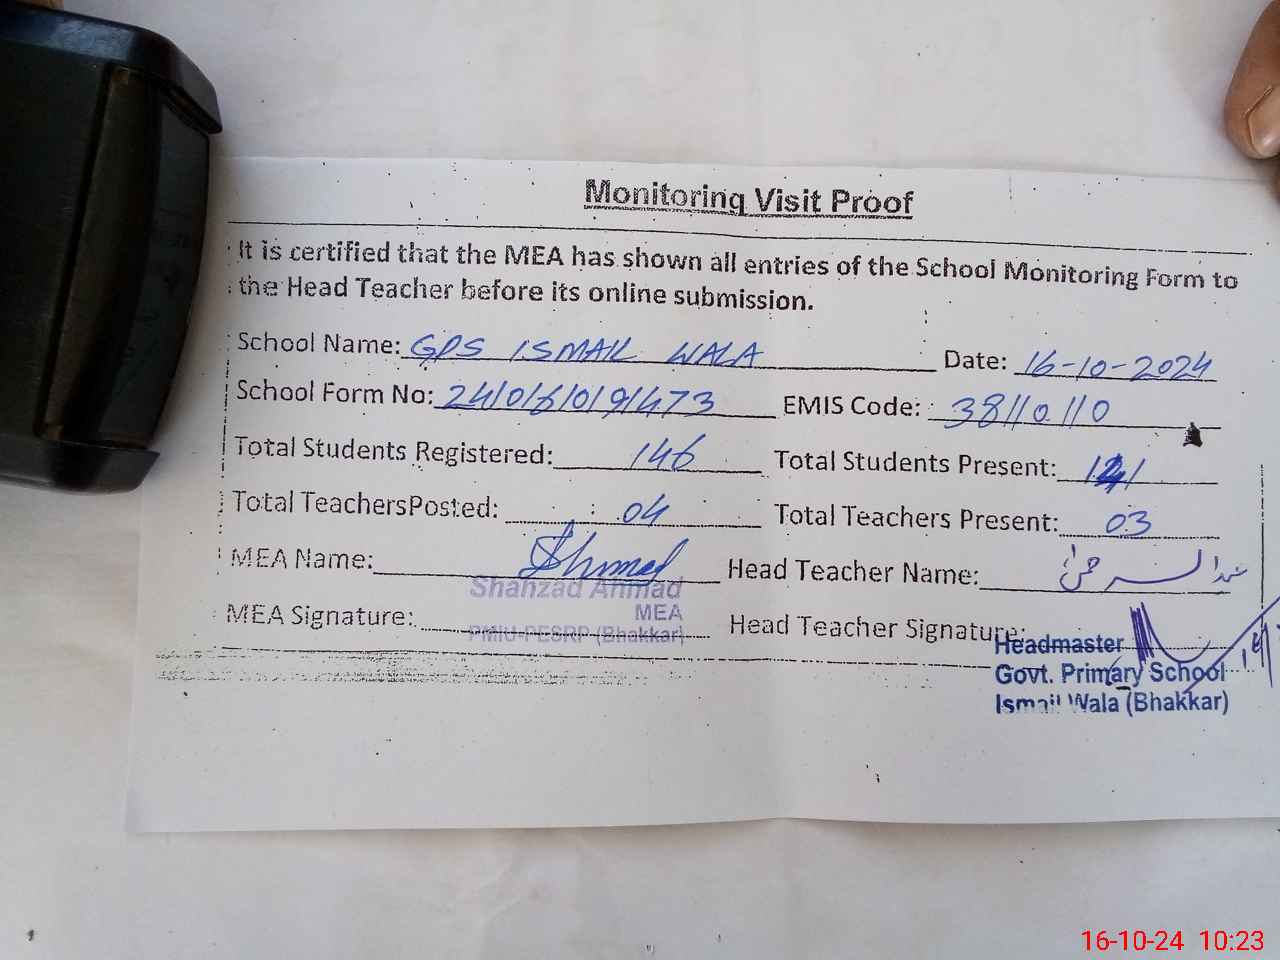 Monitoring Visit Proof
It is certified that the MEA has shown all entries of the School Monitoring Form to
the Head Teacher before its online submission.
School Name: GPS ISMAIL WALA Date: 16-10-2024
School Form No: Date
EMIS Code: 38110110
Total Students Registered: 146 Total Students Present:
Total TeachersPosted: 04 Total Teachers Present: 03
MEA Name: Ahmad Head Teacher Name:
Shahzad Ahmad
MEA
MEA Signature: PMIU-PESRP (Bhakkar) Head Teacher Signature:
Headmaster
Govt. Primary School
Ismail Wala (Bhakkar)
16-10-24 10:23